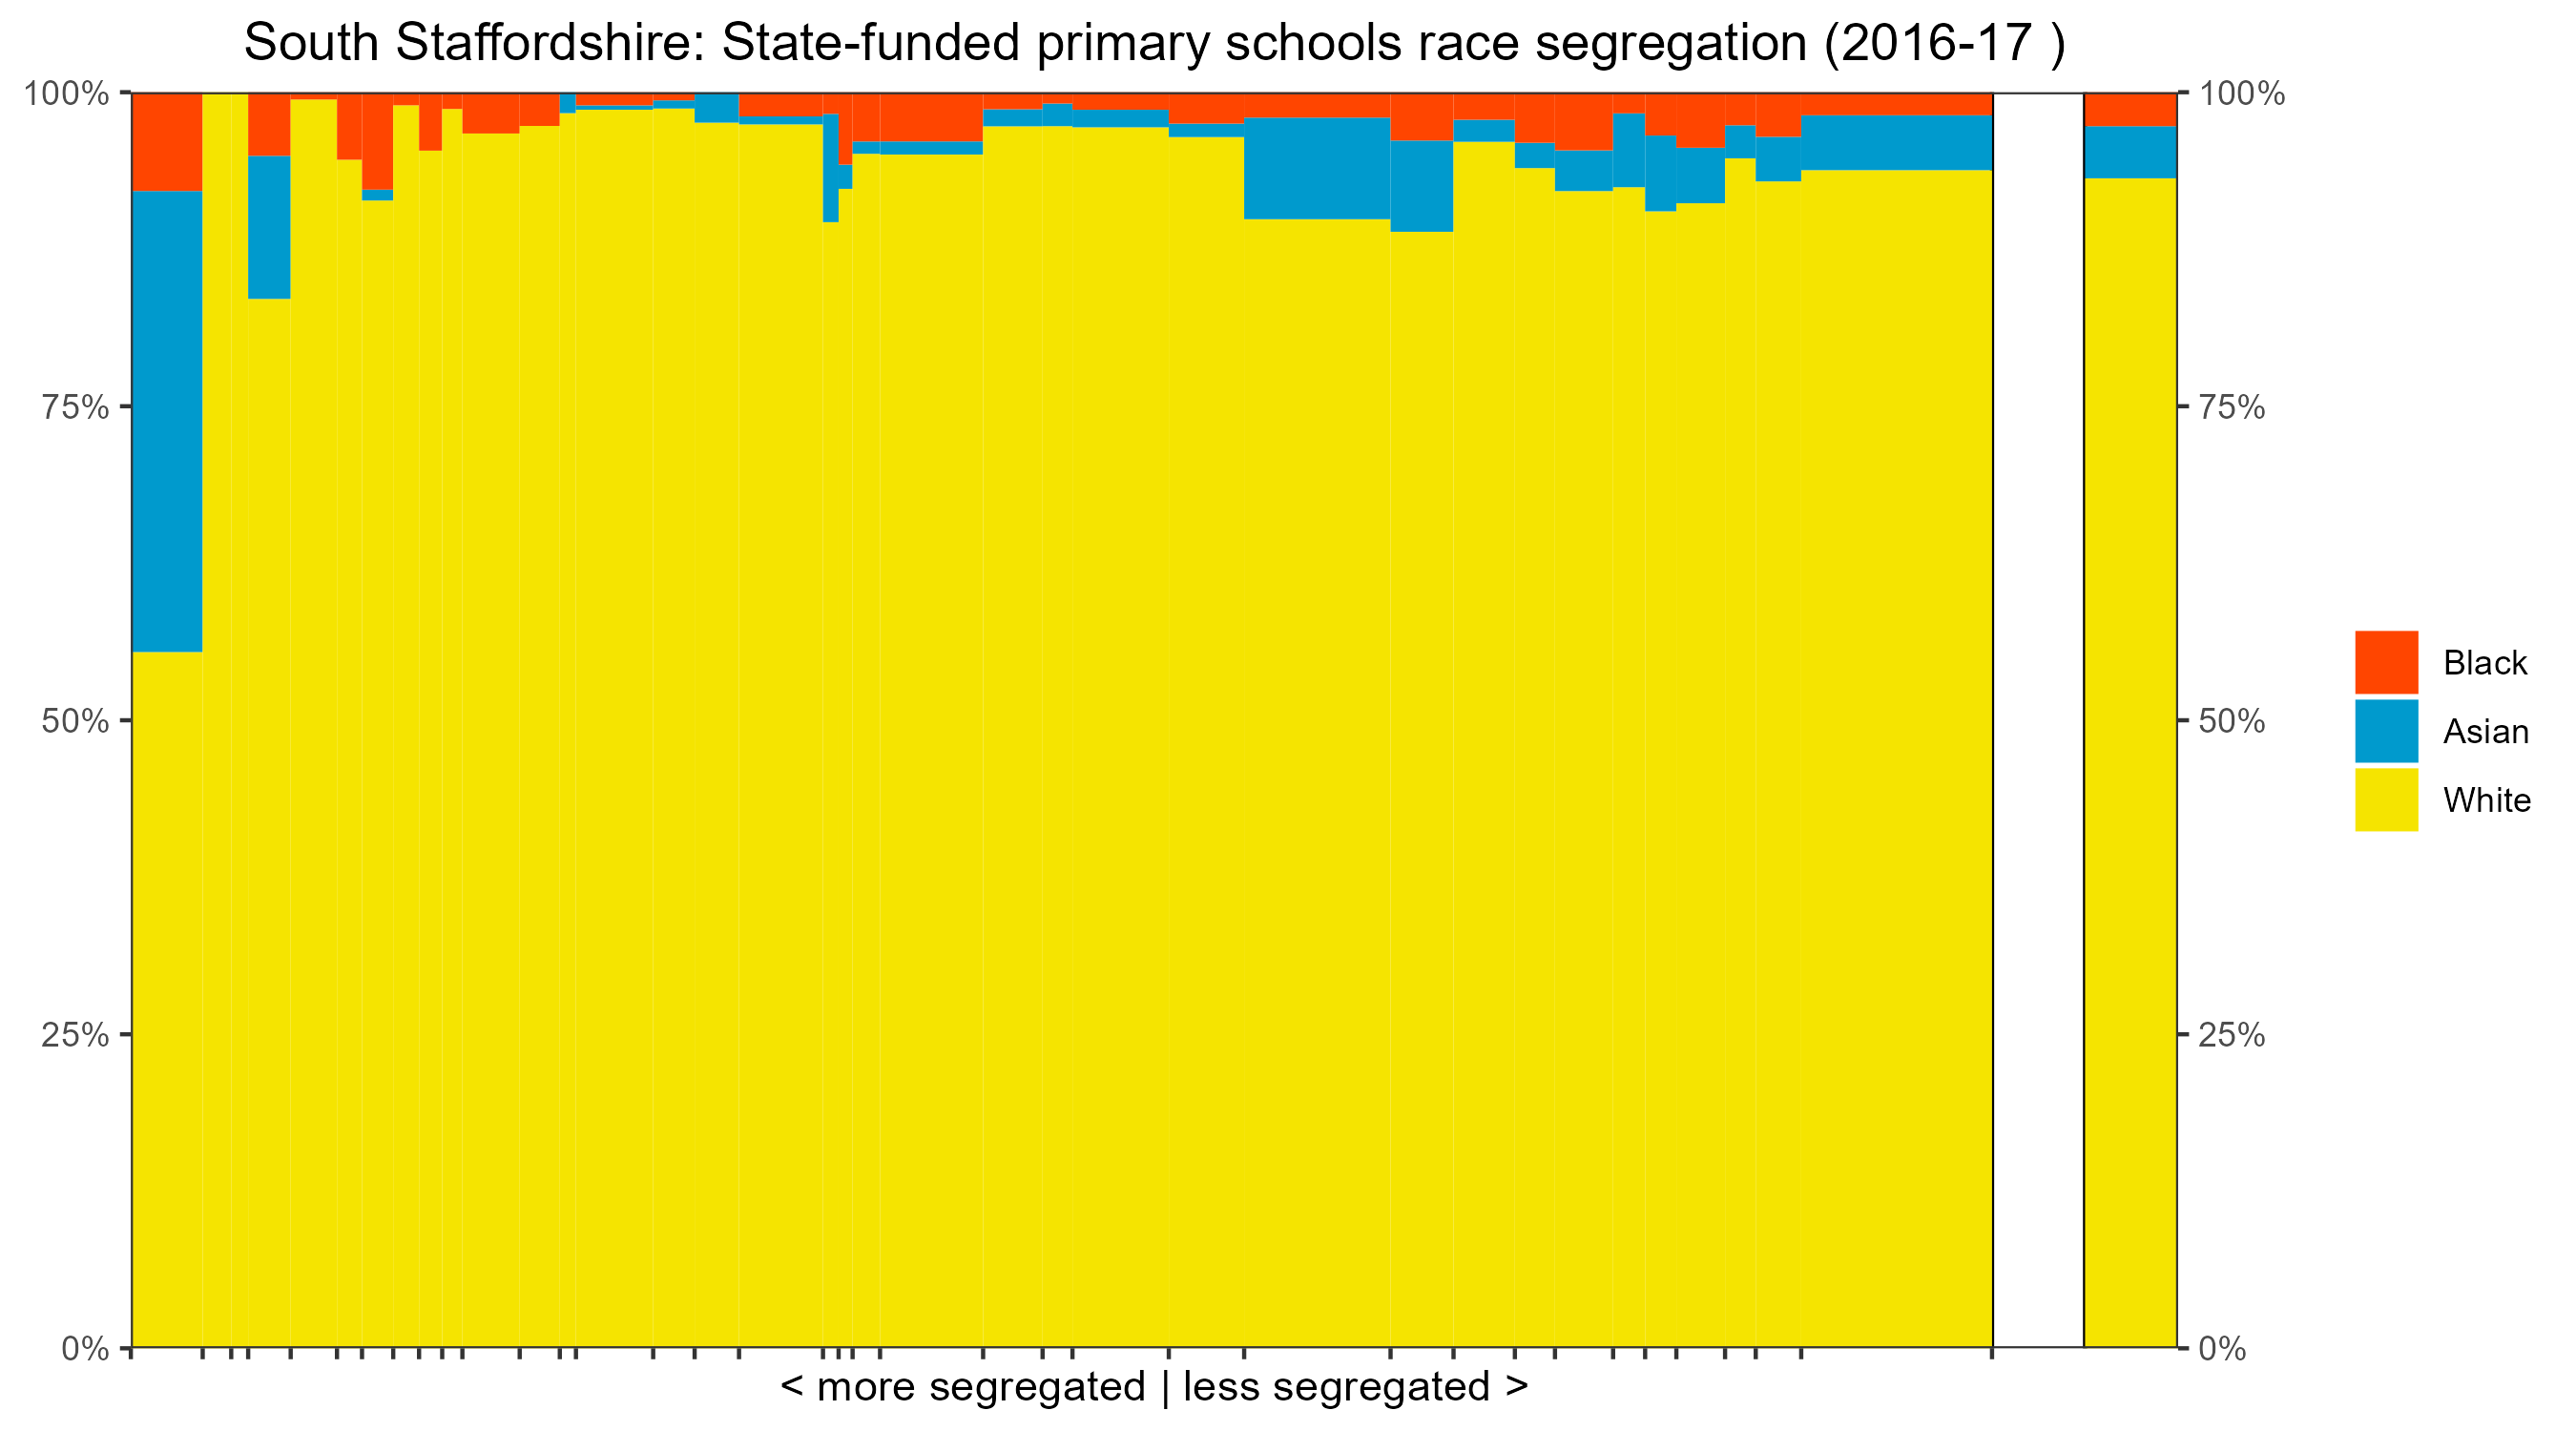 South Staffordshire: State-funded primary schools race segregation (2016-17 )
100%
75%
50%
25%
0%
100%
75%
50%
25%
0%
Black
Asian
White
< more segregated | less segregated >